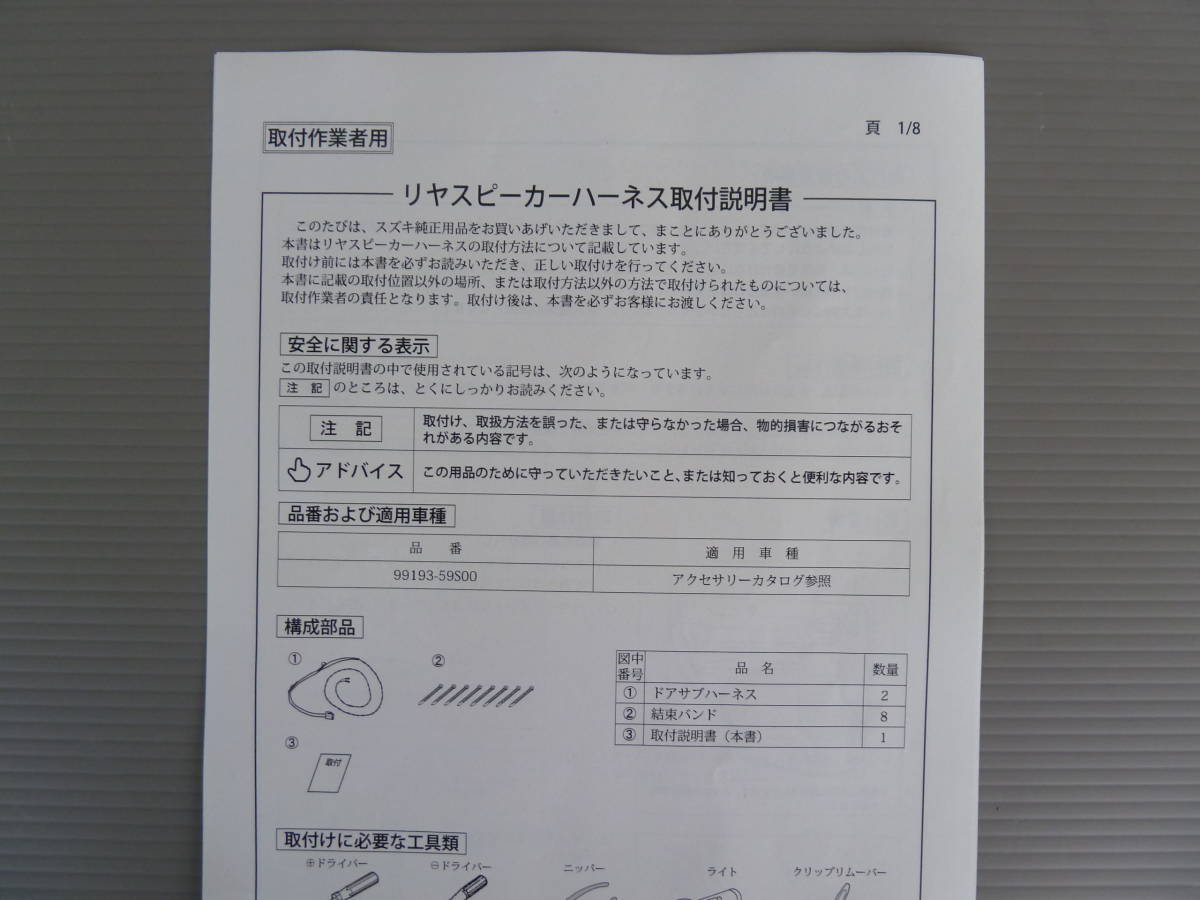 頁 1/8
取付作業者用
リヤスピーカーハーネス取付説明書
このたびは、スズキ純正用品をお買いあげいただきまして、まことにありがとうございました。
本書はリヤスピーカーハーネスの取付方法について記載しています。
取付け前には本書を必ずお読みいただき、正しい取付けを行ってください。
本書に記載の取付位置以外の場所、または取付方法以外の方法で取付けられたものについては、
取付作業者の責任となります。取付け後は、本書を必ずお客様にお渡しください。
安全に関する表示
この取付説明書の中で使用されている記号は、次のようになっています。
注 記 のところは、とくにしっかりお読みください。
注 記
取付け、取扱方法を誤った、または守らなかった場合、物的損害につながるおそ
れがある内容です。
アドバイス
この用品のために守っていただきたいこと、または知っておくと便利な内容です。
品番および適用車種
品 番
適 用 車 種
99193-59S00
アクセサリーカタログ参照
構成部品
①
②
③
取付
図中
番号
品 名
数量
① ドアサブハーネス 2
② 結束バンド 8
③ 取付説明書（本書） 1
取付けに必要な工具類
⊕ドライバー
⊖ドライバー
ニッパー
ライト
クリップリムーバー